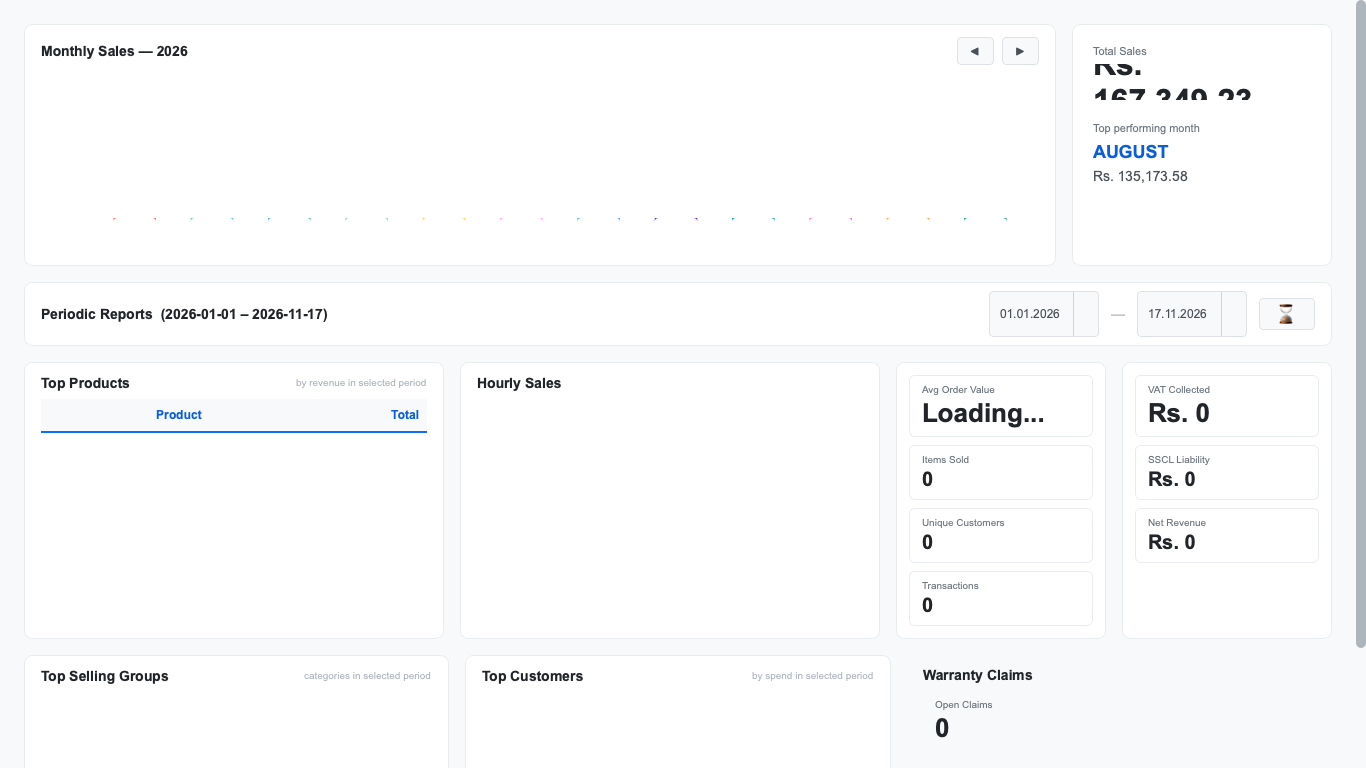 Monthly Sales — 2026
◄
►
Total Sales
Rs.
167,349.23
Top performing month
AUGUST
Rs. 135,173.58
Periodic Reports (2026-01-01 – 2026-11-17)
01.01.2026
—
17.11.2026
Top Products
by revenue in selected period
Product
Total
Hourly Sales
Avg Order Value
Loading...
Items Sold
0
Unique Customers
0
Transactions
0
VAT Collected
Rs. 0
SSCL Liability
Rs. 0
Net Revenue
Rs. 0
Top Selling Groups
categories in selected period
Top Customers
by spend in selected period
Warranty Claims
Open Claims
0